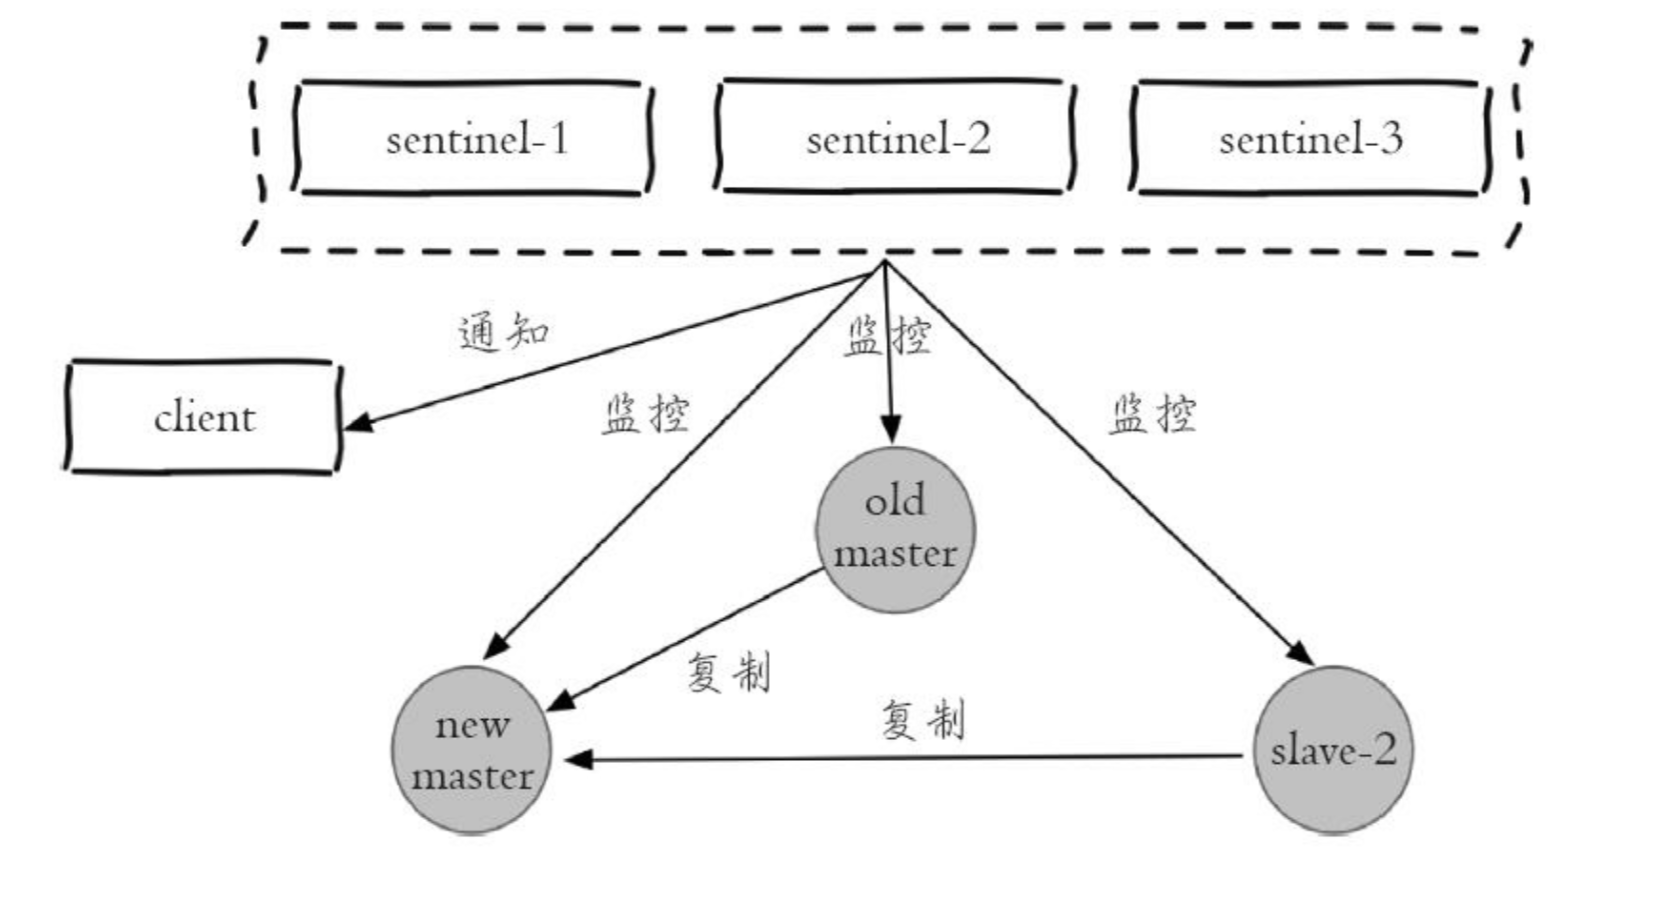 sentinel-1
sentinel-2
sentinel-3
通知
监控
监控
监控
client
old
master
复制
复制
new
master
slave-2